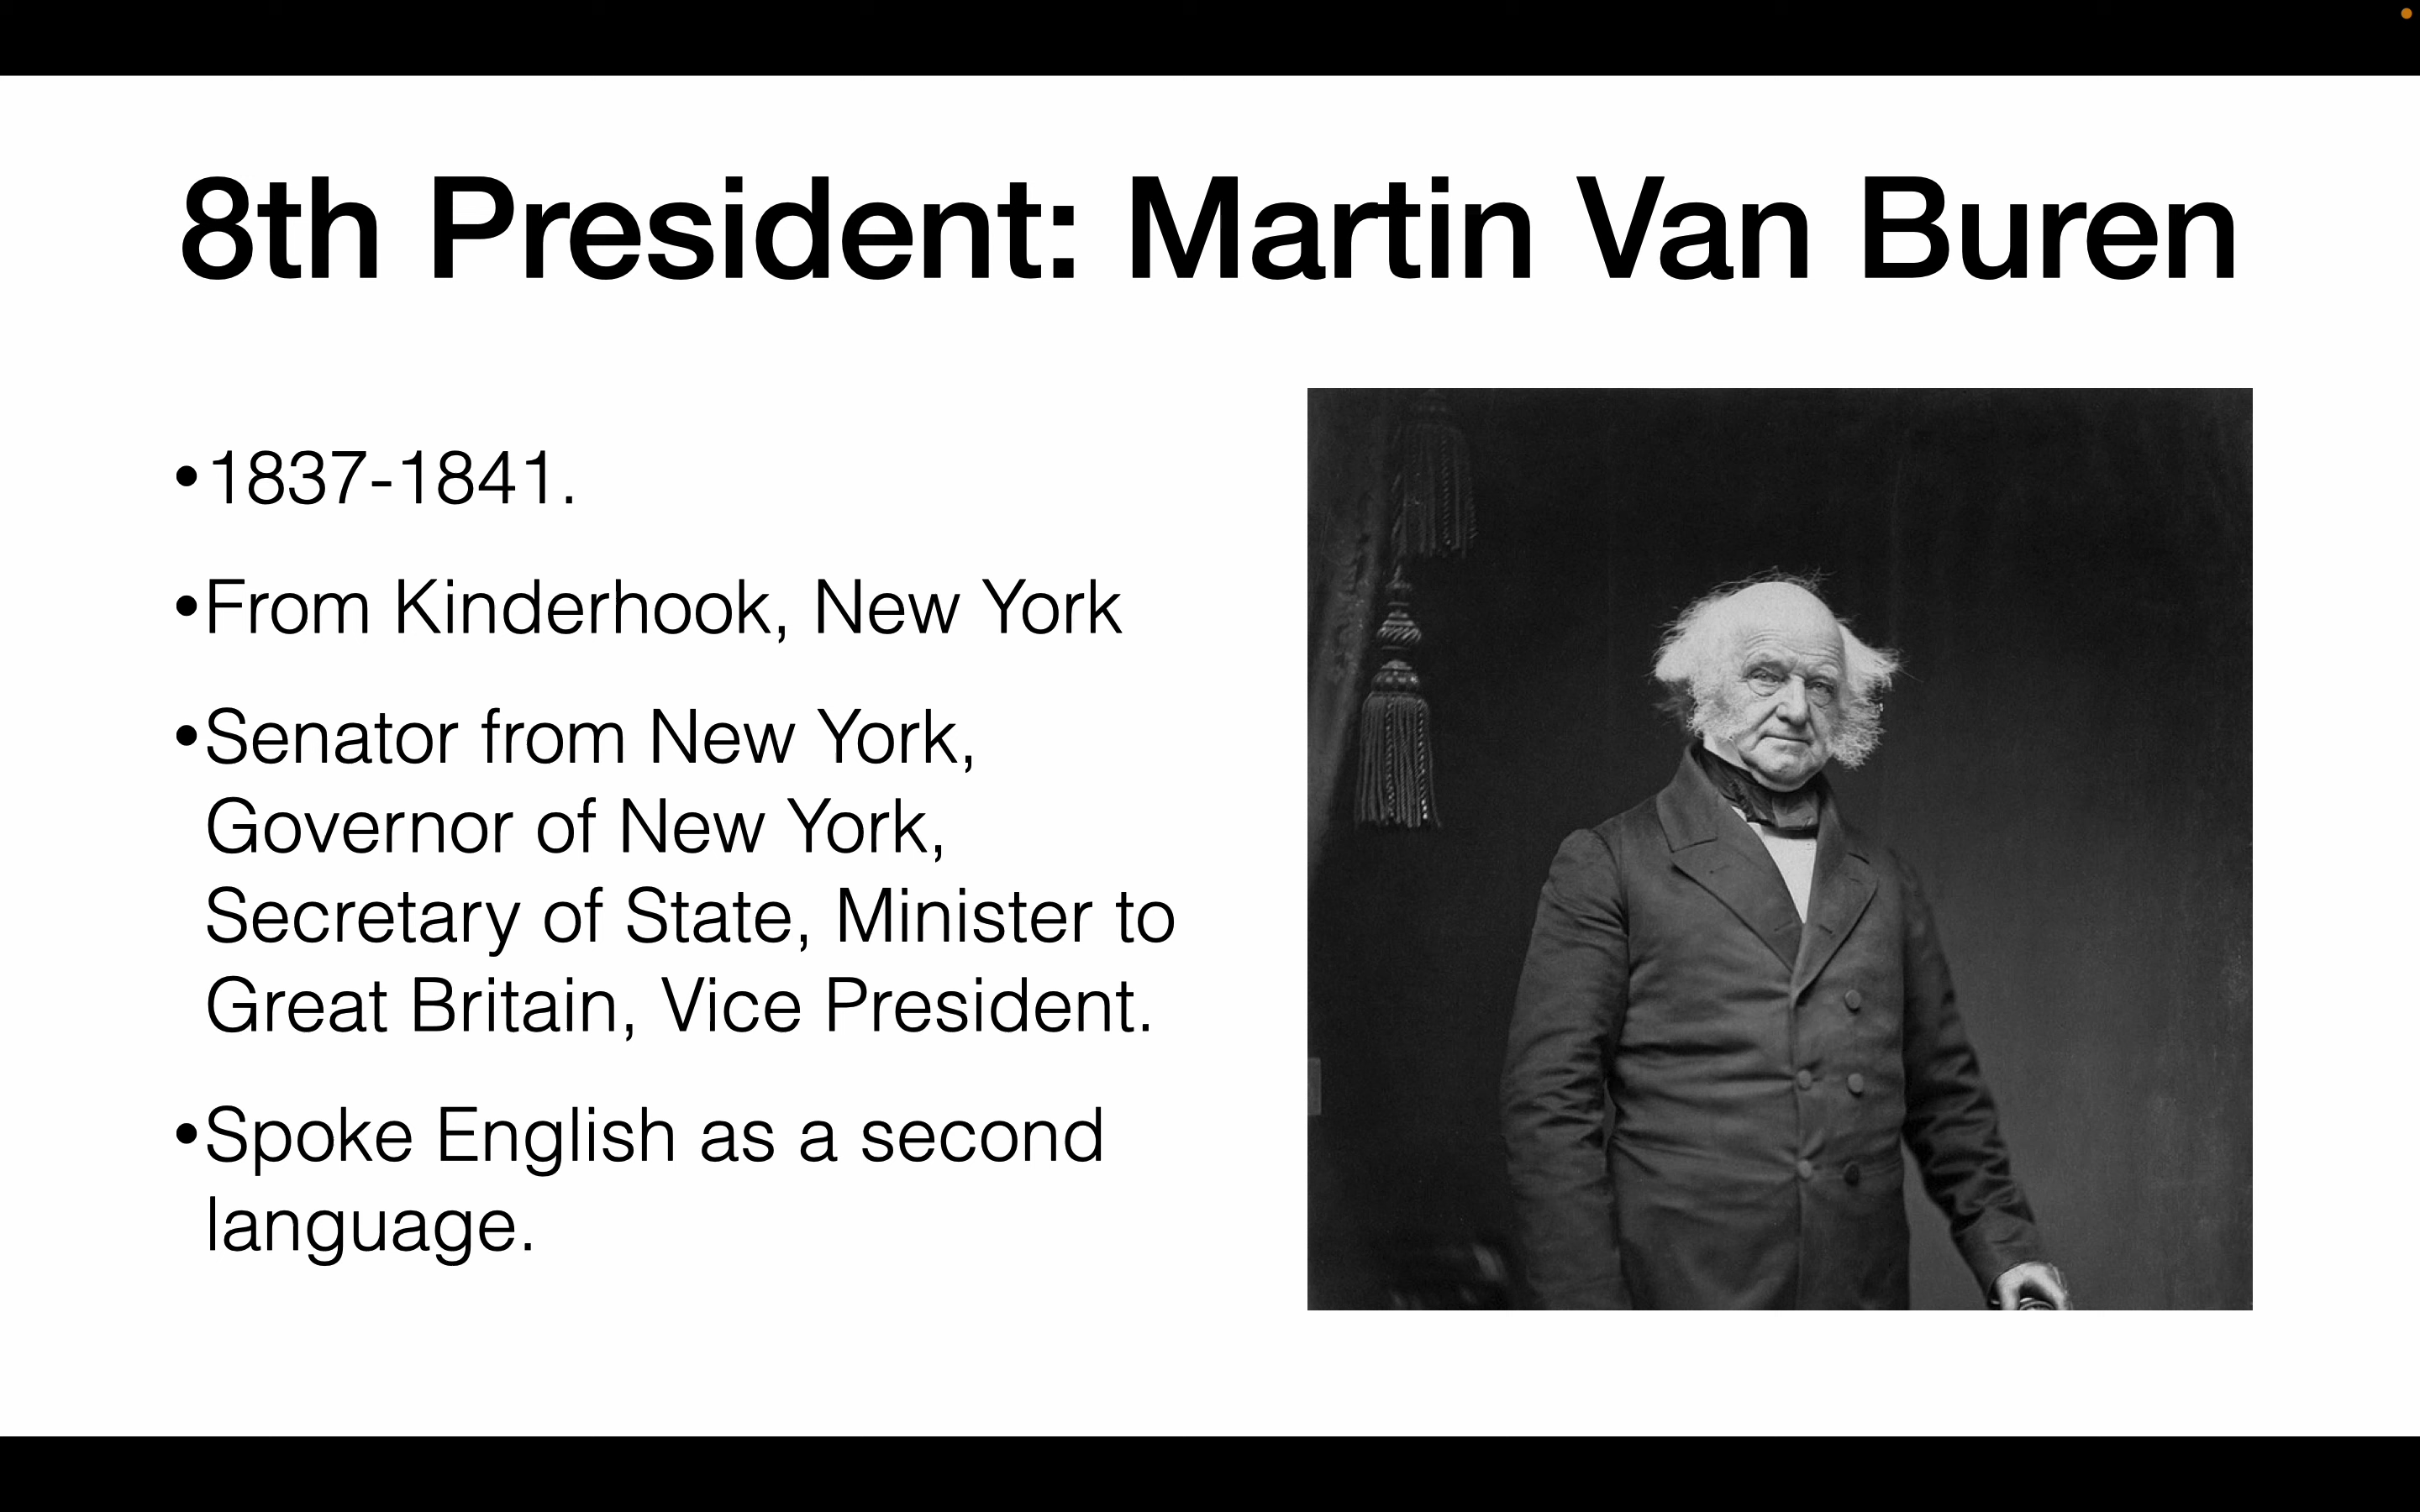 8th President: Martin Van Buren
•1837-1841.
•From Kinderhook, New York
•Senator from New York,
Governor of New York,
Secretary of State, Minister to
Great Britain, Vice President.
•Spoke English as a second
language.